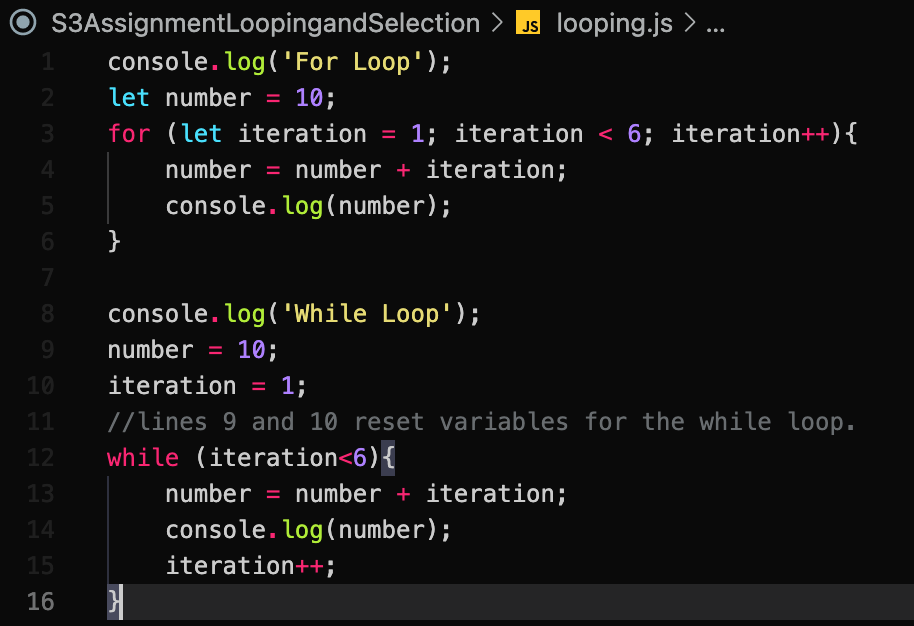 S3AssignmentLoopingandSelection > JS looping.js > ...
1 console.log('For Loop');
2 let number = 10;
3 for (let iteration = 1; iteration < 6; iteration++){
4     number = number + iteration;
5     console.log(number);
6 }
7
8 console.log('While Loop');
9 number = 10;
10 iteration = 1;
11 //lines 9 and 10 reset variables for the while loop.
12 while (iteration<6){
13     number = number + iteration;
14     console.log(number);
15     iteration++;
16 }